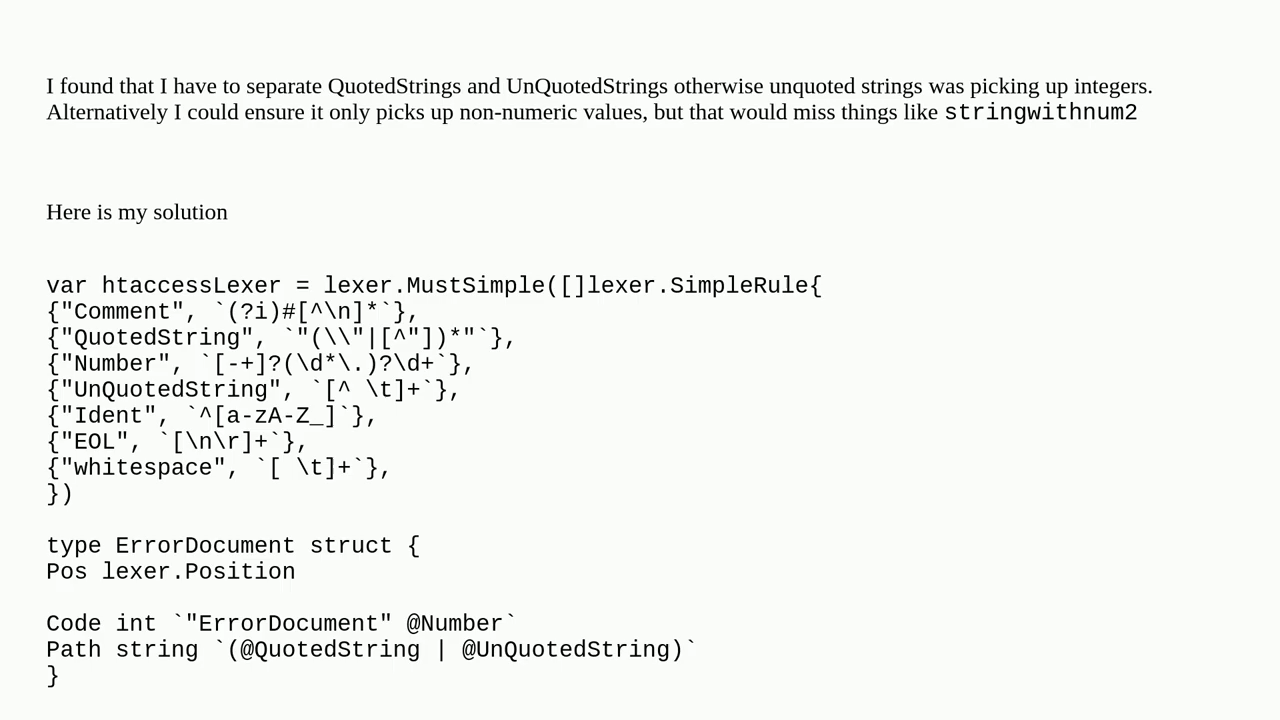 I found that I have to separate QuotedStrings and UnQuotedStrings otherwise unquoted strings was picking up integers.
Alternatively I could ensure it only picks up non-numeric values, but that would miss things like stringwithnum2
Here is my solution
var htaccessLexer = lexer.MustSimple([]lexer.SimpleRule{
{"Comment", `(?i)#[^\n]*`},
{"QuotedString", `"(\\"|[^"])*"`},
{"Number", `[-+]?(\d*\.)?\d+`},
{"UnQuotedString", `[^ \t]+`},
{"Ident", `^[a-zA-Z_]`},
{"EOL", `[\n\r]+`},
{"whitespace", `[ \t]+`},
})
type ErrorDocument struct {
Pos lexer.Position
Code int `"ErrorDocument" @Number`
Path string `(@QuotedString | @UnQuotedString)`
}